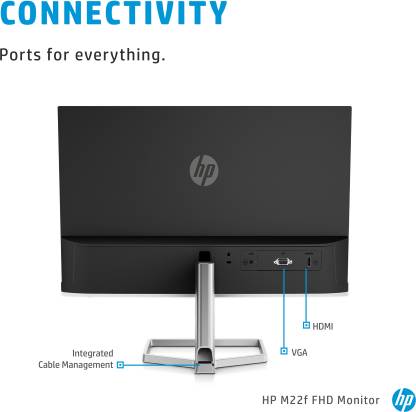 CONNECTIVITY
Ports for everything.
hp
HDMI
VGA
Integrated
Cable Management
HP M22f FHD Monitor
hp